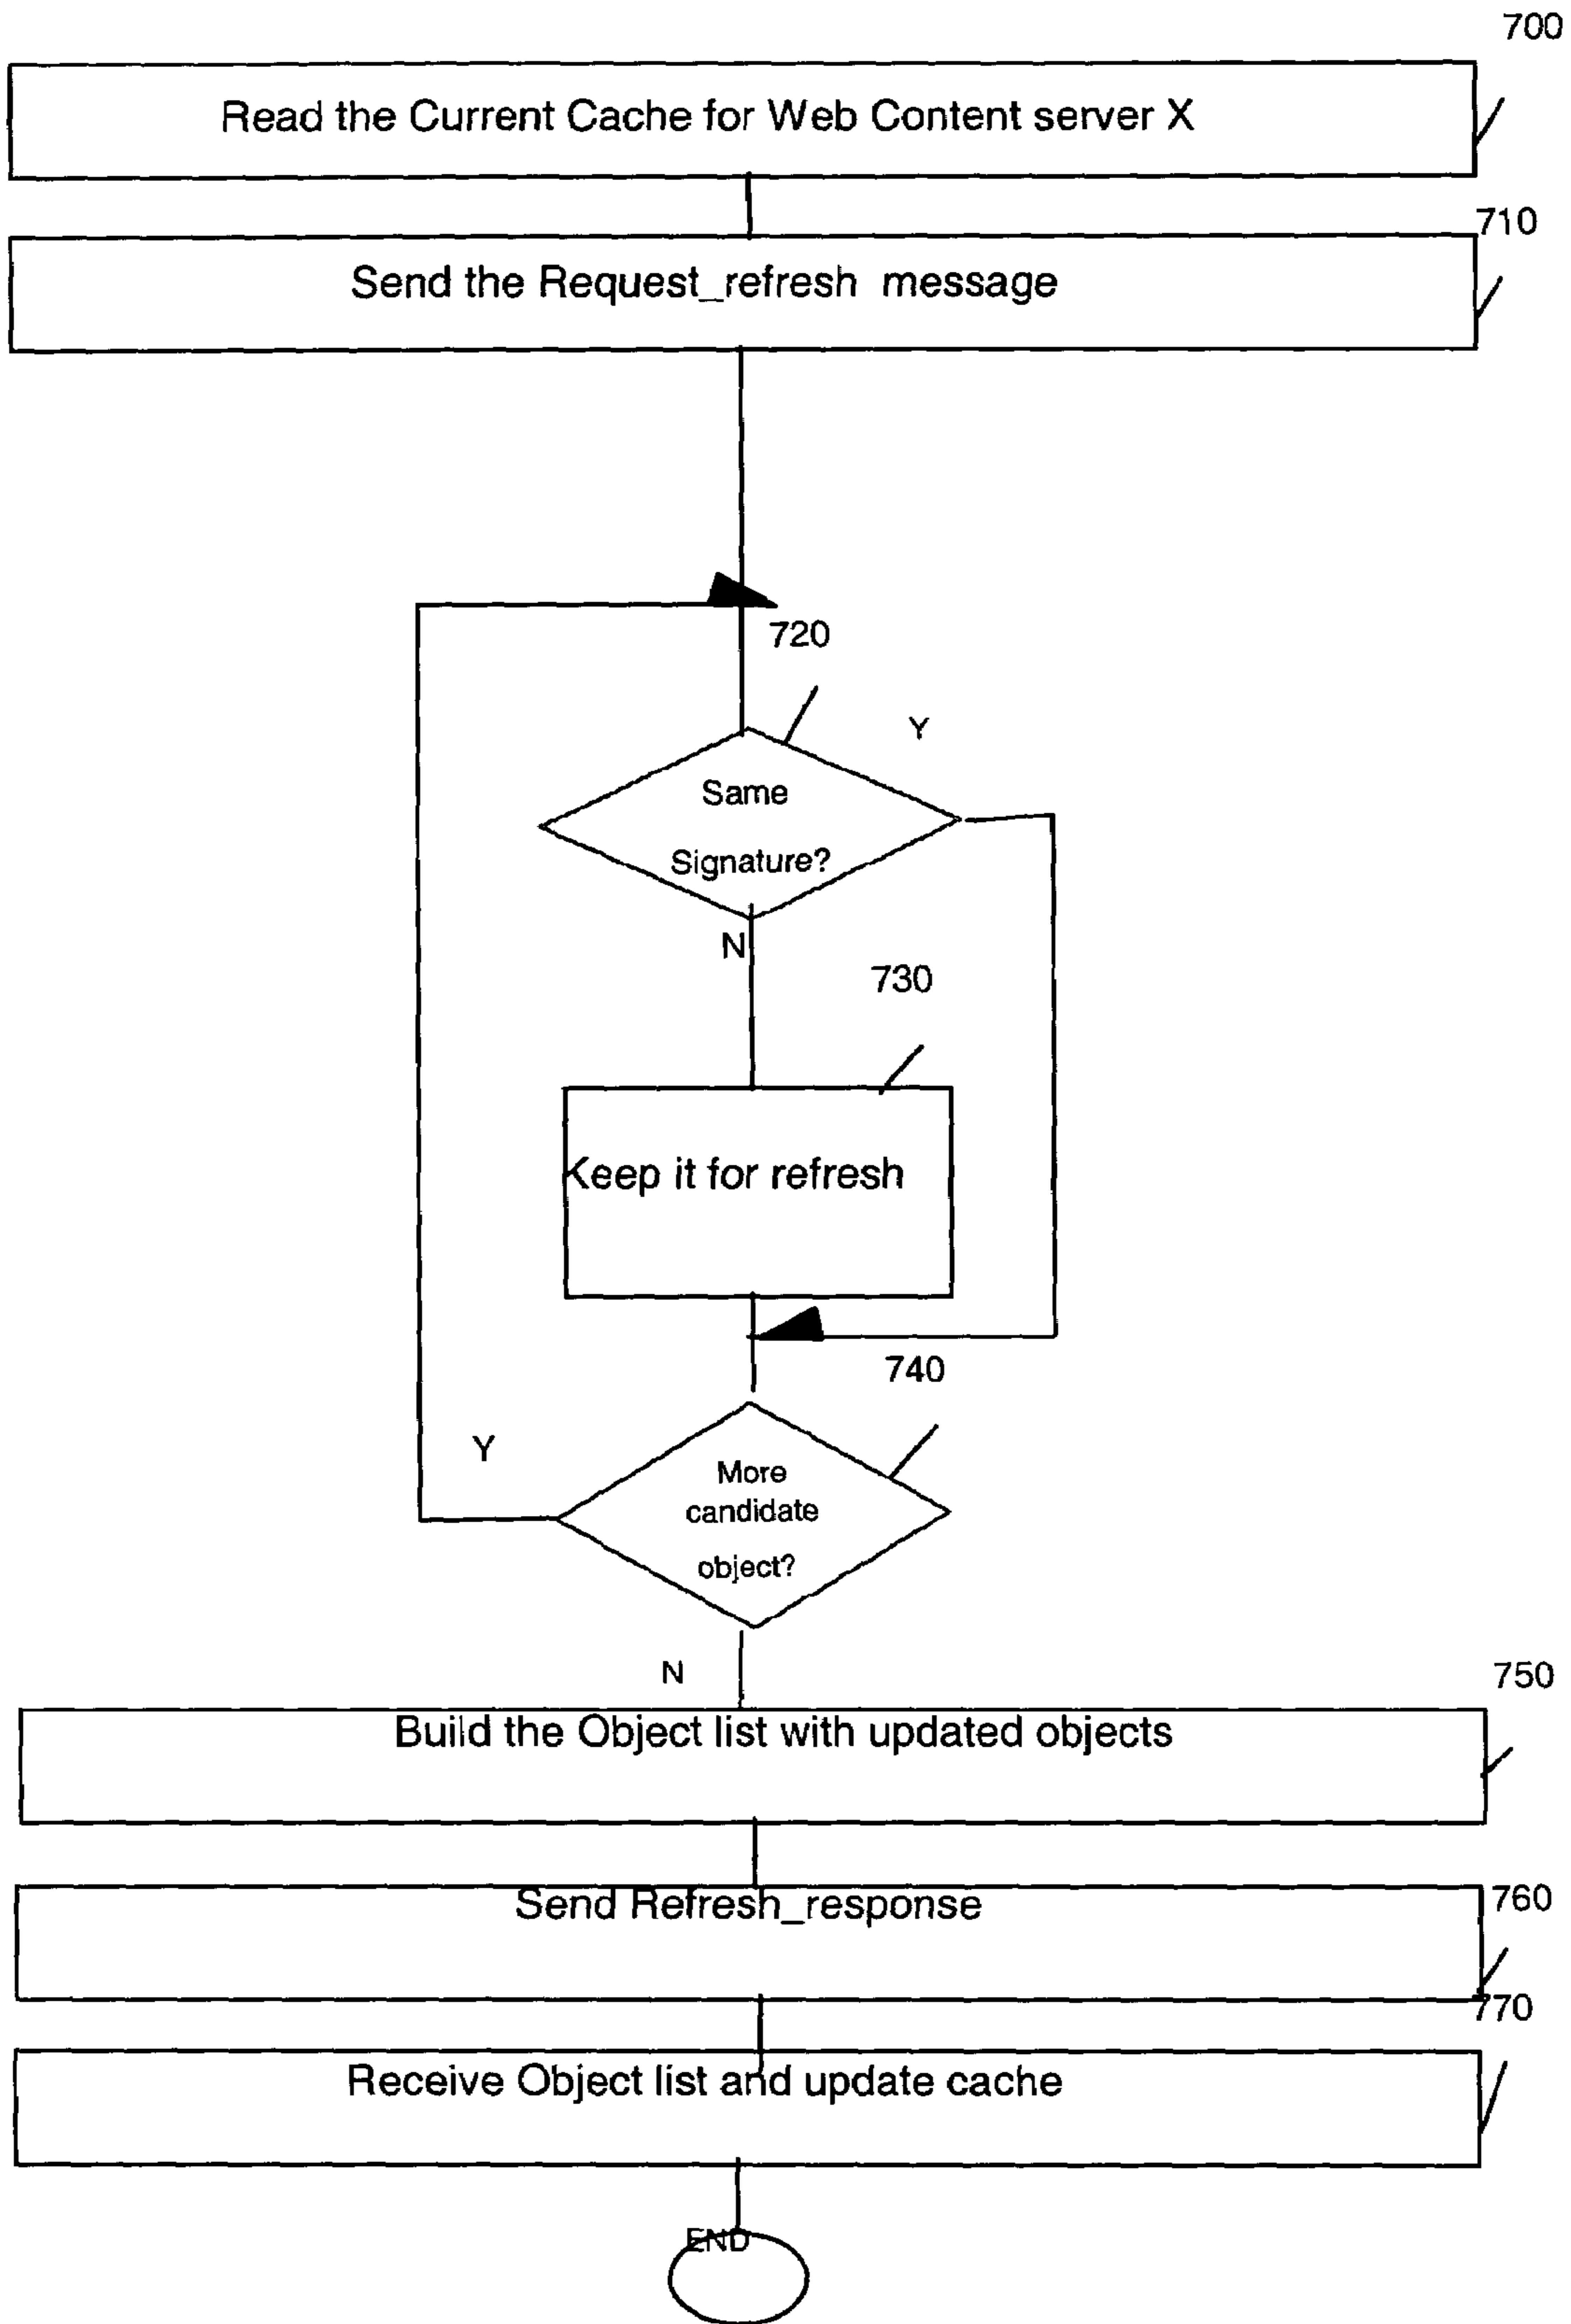 700
Read the Current Cache for Web Content server X
710
Send the Request_refresh message
720
Y
Same
Signature?
N
730
Keep it for refresh
740
Y
More
candidate
object?
N
750
Build the Object list with updated objects
Send Refresh_response
760
770
Receive Object list and update cache
END